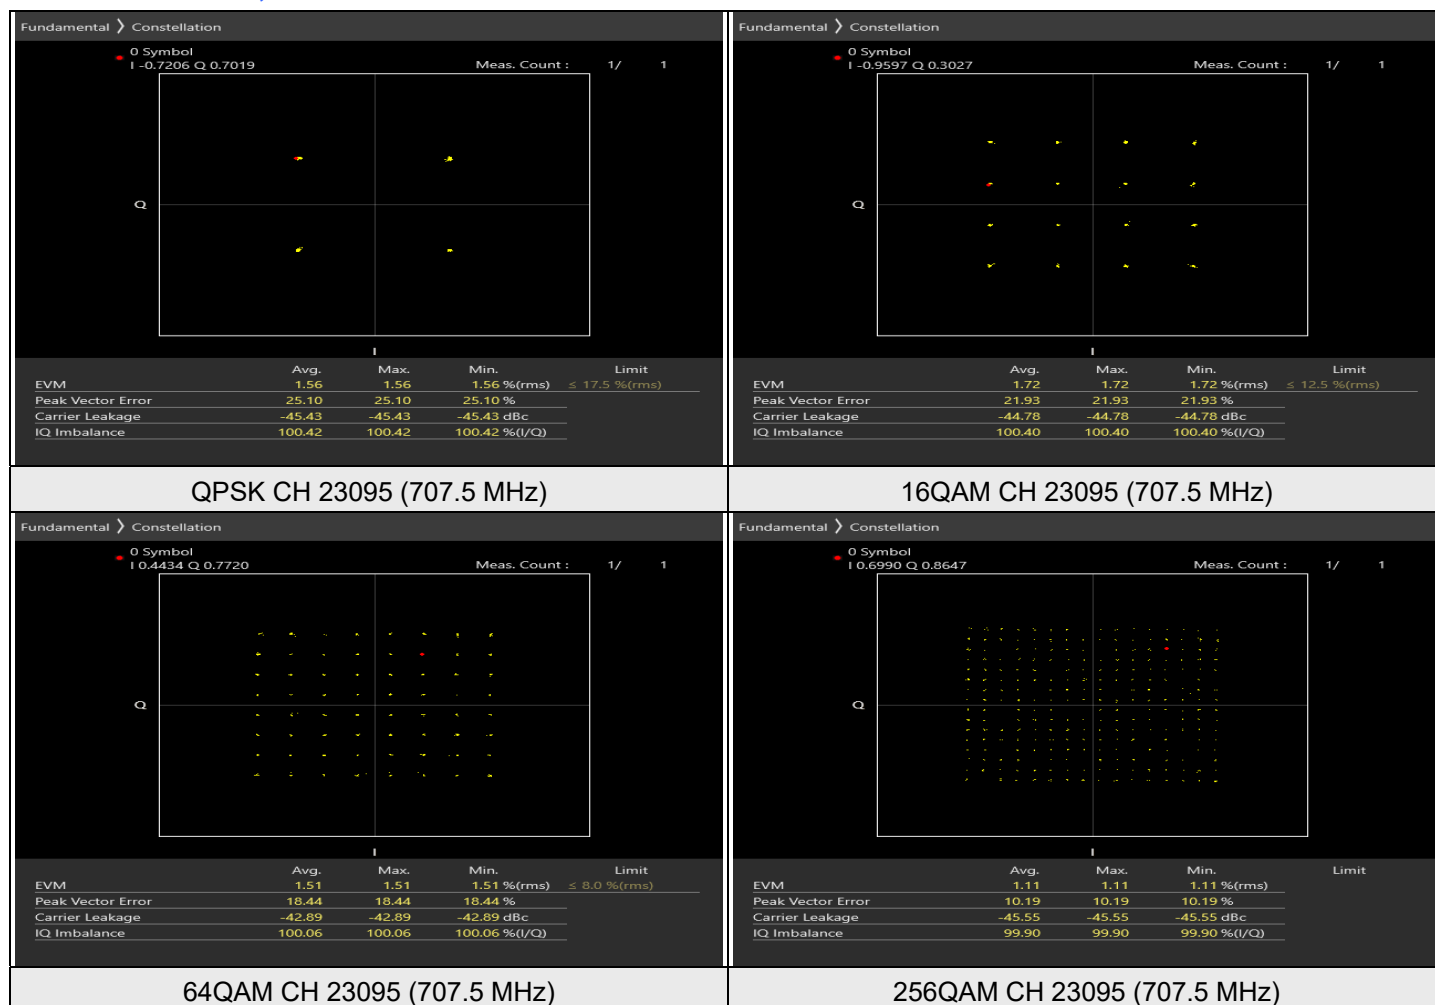 Fundamental ❯ Constellation
0 Symbol
I -0.7206 Q 0.7019 Meas. Count : 1/ 1
Q
I
Avg. Max. Min. Limit
EVM 1.56 1.56 1.56 %(rms) ≤ 17.5 %(rms)
Peak Vector Error 25.10 25.10 25.10 %
Carrier Leakage -45.43 -45.43 -45.43 dBc
IQ Imbalance 100.42 100.42 100.42 %(I/Q)
QPSK CH 23095 (707.5 MHz)
Fundamental ❯ Constellation
0 Symbol
I -0.9597 Q 0.3027 Meas. Count : 1/ 1
Q
I
Avg. Max. Min. Limit
EVM 1.72 1.72 1.72 %(rms) ≤ 12.5 %(rms)
Peak Vector Error 21.93 21.93 21.93 %
Carrier Leakage -44.78 -44.78 -44.78 dBc
IQ Imbalance 100.40 100.40 100.40 %(I/Q)
16QAM CH 23095 (707.5 MHz)
Fundamental ❯ Constellation
0 Symbol
I 0.4434 Q 0.7720 Meas. Count : 1/ 1
Q
I
Avg. Max. Min. Limit
EVM 1.51 1.51 1.51 %(rms) ≤ 8.0 %(rms)
Peak Vector Error 18.44 18.44 18.44 %
Carrier Leakage -42.89 -42.89 -42.89 dBc
IQ Imbalance 100.06 100.06 100.06 %(I/Q)
64QAM CH 23095 (707.5 MHz)
Fundamental ❯ Constellation
0 Symbol
I 0.6990 Q 0.8647 Meas. Count : 1/ 1
Q
I
Avg. Max. Min. Limit
EVM 1.11 1.11 1.11 %(rms)
Peak Vector Error 10.19 10.19 10.19 %
Carrier Leakage -45.55 -45.55 -45.55 dBc
IQ Imbalance 99.90 99.90 99.90 %(I/Q)
256QAM CH 23095 (707.5 MHz)